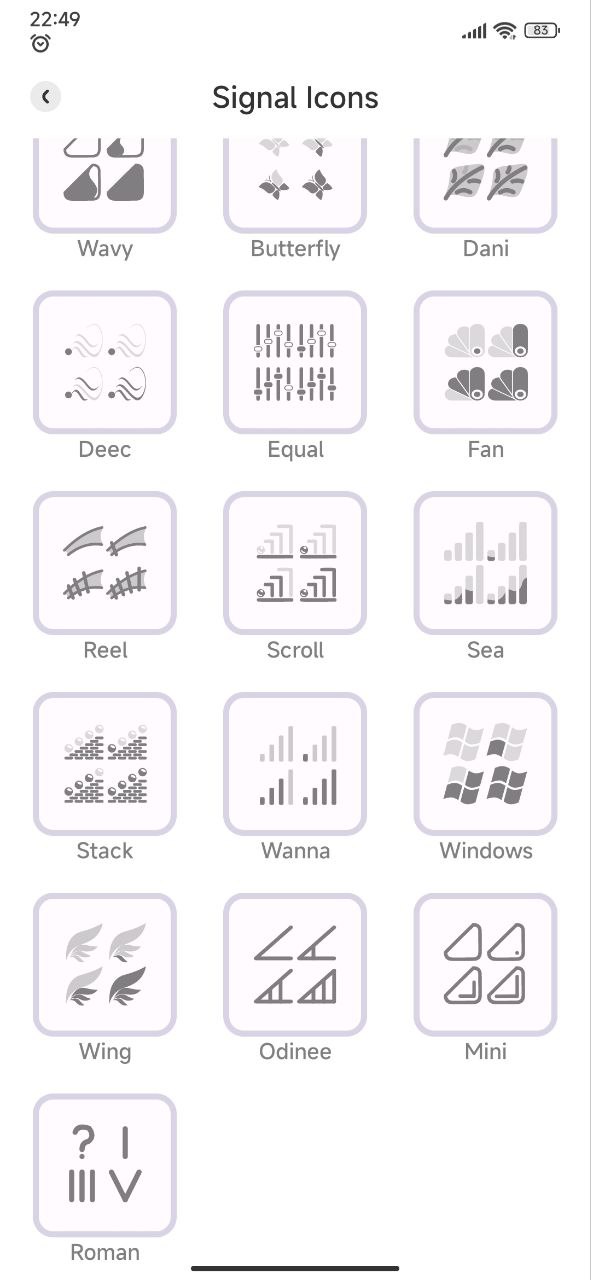 22:49
83
Signal Icons
Wavy Butterfly Dani
Deec Equal Fan
Reel Scroll Sea
Stack Wanna Windows
Wing Odinee Mini
? I
III V
Roman